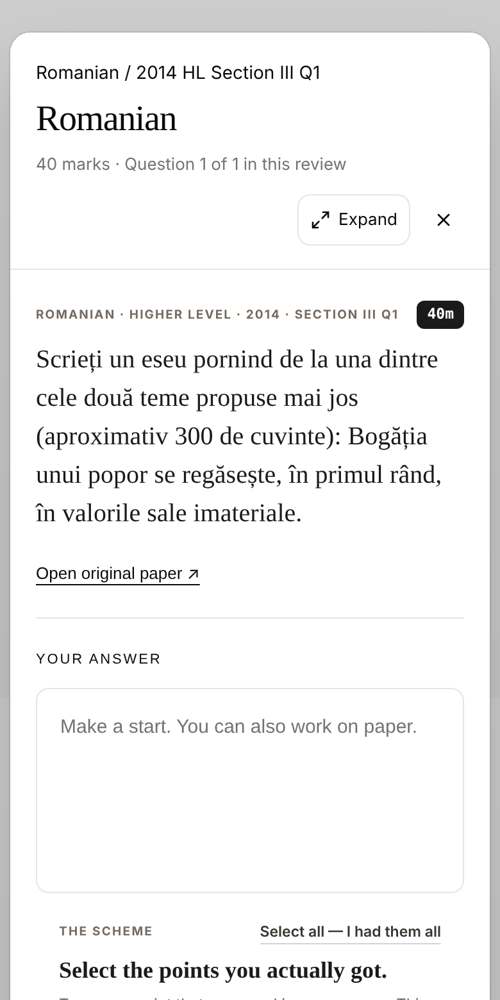 Romanian / 2014 HL Section III Q1
Romanian
40 marks · Question 1 of 1 in this review
Expand
ROMANIAN · HIGHER LEVEL · 2014 · SECTION III Q1
40m
Scrieți un eseu pornind de la una dintre
cele două teme propuse mai jos
(aproximativ 300 de cuvinte): Bogăția
unui popor se regăsește, în primul rând,
în valorile sale imateriale.
Open original paper ↗
YOUR ANSWER
Make a start. You can also work on paper.
THE SCHEME
Select all — I had them all
Select the points you actually got.